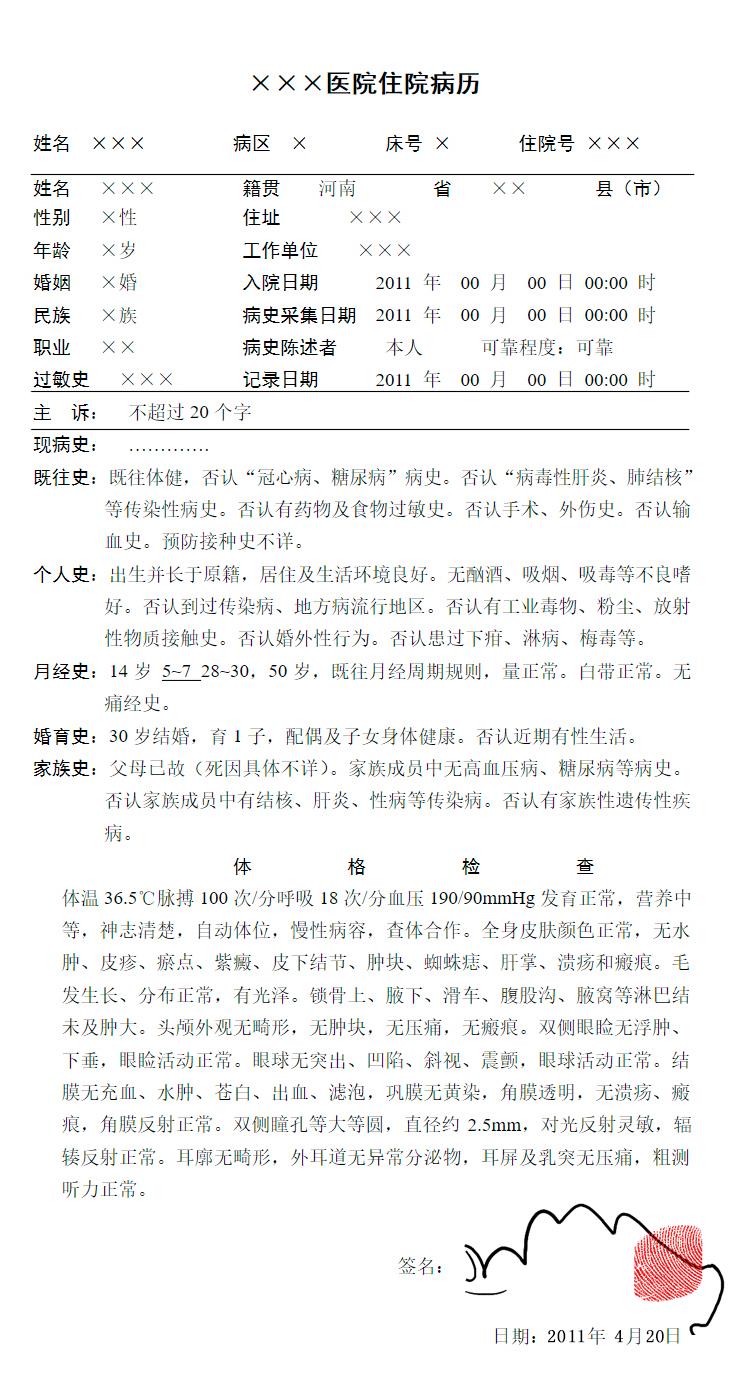 ×××医院住院病历
姓名 ××× 病区 × 床号 × 住院号 ×××
姓名 ××× 籍贯 河南 省 ×× 县（市）
性别 ×性 住址 ×××
年龄 ×岁 工作单位 ×××
婚姻 ×婚 入院日期 2011 年 00 月 00 日 00:00 时
民族 ×族 病史采集日期 2011 年 00 月 00 日 00:00 时
职业 ×× 病史陈述者 本人 可靠程度：可靠
过敏史 ××× 记录日期 2011 年 00 月 00 日 00:00 时
主 诉： 不超过 20 个字
现病史： .............
既往史：既往体健，否认“冠心病、糖尿病”病史。否认“病毒性肝炎、肺结核”
等传染性病史。否认有药物及食物过敏史。否认手术、外伤史。否认输
血史。预防接种史不详。
个人史：出生并长于原籍，居住及生活环境良好。无酗酒、吸烟、吸毒等不良嗜
好。否认到过传染病、地方病流行地区。否认有工业毒物、粉尘、放射
性物质接触史。否认婚外性行为。否认患过下疳、淋病、梅毒等。
月经史：14 岁 5~7 28~30，50 岁，既往月经周期规则，量正常。白带正常。无
痛经史。
婚育史：30 岁结婚，育 1 子，配偶及子女身体健康。否认近期有性生活。
家族史：父母已故（死因具体不详）。家族成员中无高血压病、糖尿病等病史。
否认家族成员中有结核、肝炎、性病等传染病。否认有家族性遗传性疾
病。
体 格 检 查
体温 36.5℃脉搏 100 次/分呼吸 18 次/分血压 190/90mmHg 发育正常，营养中
等，神志清楚，自动体位，慢性病容，查体合作。全身皮肤颜色正常，无水
肿、皮疹、瘀点、紫癜、皮下结节、肿块、蜘蛛痣、肝掌、溃疡和瘢痕。毛
发生长、分布正常，有光泽。锁骨上、腋下、滑车、腹股沟、腋窝等淋巴结
未及肿大。头颅外观无畸形，无肿块，无压痛，无瘢痕。双侧眼睑无浮肿、
下垂，眼睑活动正常。眼球无突出、凹陷、斜视、震颤，眼球活动正常。结
膜无充血、水肿、苍白、出血、滤泡，巩膜无黄染，角膜透明，无溃疡、瘢
痕，角膜反射正常。双侧瞳孔等大等圆，直径约 2.5mm，对光反射灵敏，辐
辏反射正常。耳廓无畸形，外耳道无异常分泌物，耳屏及乳突无压痛，粗测
听力正常。
签名：
日期：2011年 4月20日